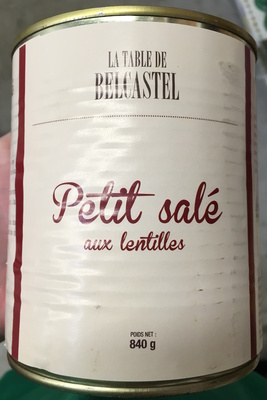 LA TABLE DE
BELCASTEL
Petit salé
aux lentilles
POIDS NET :
840 g